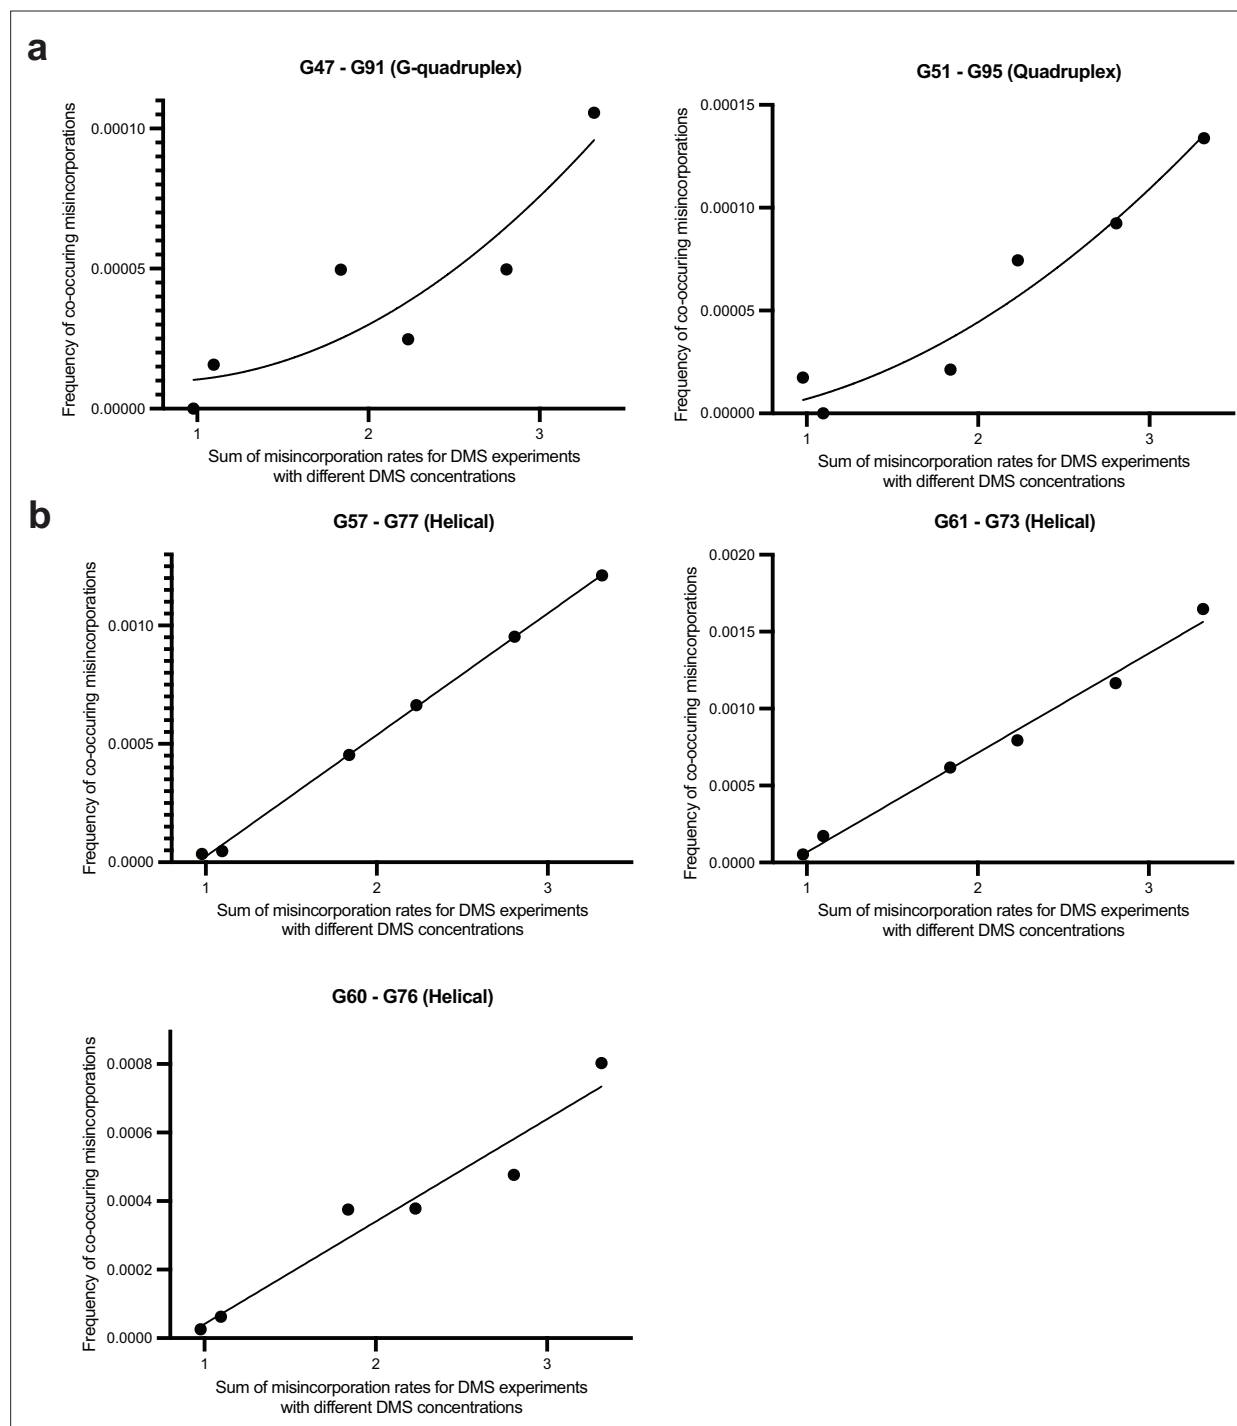 a
G47 - G91 (G-quadruplex)
Frequency of co-occuring misincorporations
0.00010
0.00005
0.00000
1 2 3
Sum of misincorporation rates for DMS experiments
with different DMS concentrations
G51 - G95 (Quadruplex)
Frequency of co-occuring misincorporations
0.00015
0.00010
0.00005
0.00000
1 2 3
Sum of misincorporation rates for DMS experiments
with different DMS concentrations
b
G57 - G77 (Helical)
Frequency of co-occuring misincorporations
0.0010
0.0005
0.0000
1 2 3
Sum of misincorporation rates for DMS experiments
with different DMS concentrations
G61 - G73 (Helical)
Frequency of co-occuring misincorporations
0.0020
0.0015
0.0010
0.0005
0.0000
1 2 3
Sum of misincorporation rates for DMS experiments
with different DMS concentrations
G60 - G76 (Helical)
Frequency of co-occuring misincorporations
0.0008
0.0006
0.0004
0.0002
0.0000
1 2 3
Sum of misincorporation rates for DMS experiments
with different DMS concentrations